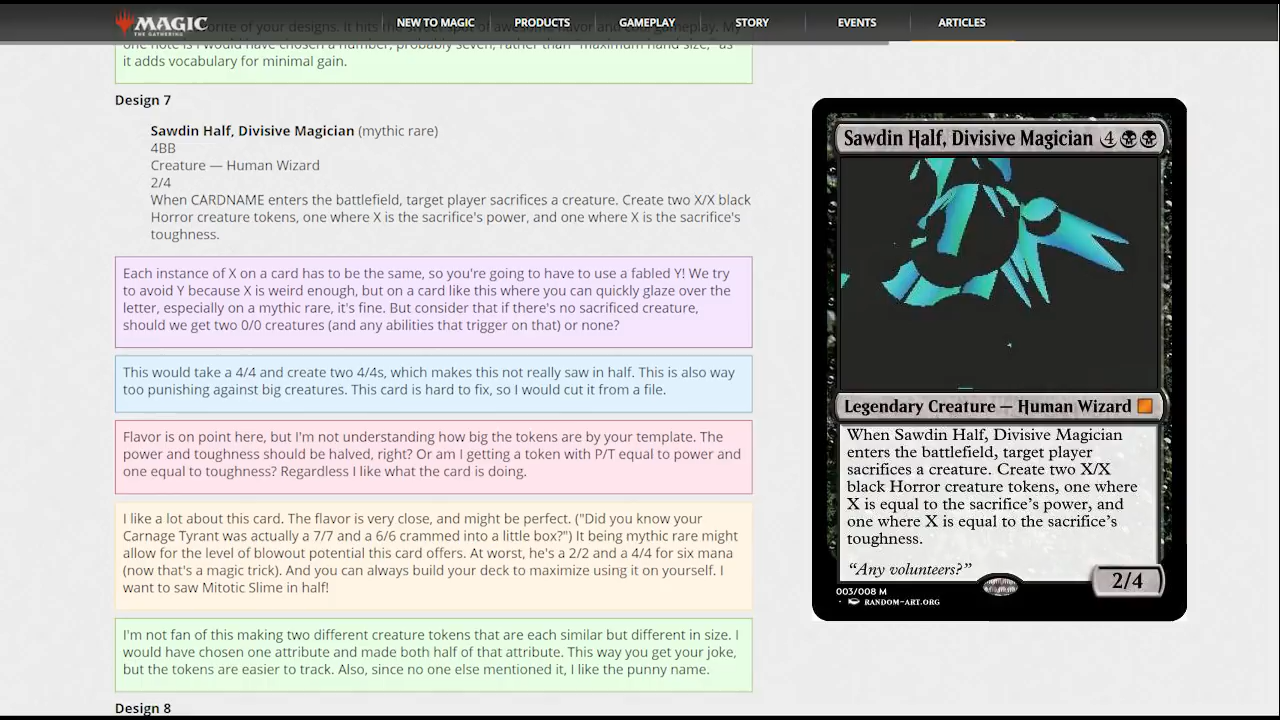 MAGIC
THE GATHERING
NEW TO MAGIC
PRODUCTS
GAMEPLAY
STORY
EVENTS
ARTICLES
one note is I would have chosen a number, probably seven, rather than "maximum hand size," as
it adds vocabulary for minimal gain.
Design 7
Sawdin Half, Divisive Magician (mythic rare)
4BB
Creature — Human Wizard
2/4
When CARDNAME enters the battlefield, target player sacrifices a creature. Create two X/X black
Horror creature tokens, one where X is the sacrifice's power, and one where X is the sacrifice's
toughness.
Each instance of X on a card has to be the same, so you're going to have to use a fabled Y! We try
to avoid Y because X is weird enough, but on a card like this where you can quickly glaze over the
letter, especially on a mythic rare, it's fine. But consider that if there's no sacrificed creature,
should we get two 0/0 creatures (and any abilities that trigger on that) or none?
This would take a 4/4 and create two 4/4s, which makes this not really saw in half. This is also way
too punishing against big creatures. This card is hard to fix, so I would cut it from a file.
Flavor is on point here, but I'm not understanding how big the tokens are by your template. The
power and toughness should be halved, right? Or am I getting a token with P/T equal to power and
one equal to toughness? Regardless I like what the card is doing.
I like a lot about this card. The flavor is very close, and might be perfect. ("Did you know your
Carnage Tyrant was actually a 7/7 and a 6/6 crammed into a little box?") It being mythic rare might
allow for the level of blowout potential this card offers. At worst, he's a 2/2 and a 4/4 for six mana
(now that's a magic trick). And you can always build your deck to maximize using it on yourself. I
want to saw Mitotic Slime in half!
I'm not fan of this making two different creature tokens that are each similar but different in size. I
would have chosen one attribute and made both half of that attribute. This way you get your joke,
but the tokens are easier to track. Also, since no one else mentioned it, I like the punny name.
Design 8
Sawdin Half, Divisive Magician 4
Legendary Creature — Human Wizard
When Sawdin Half, Divisive Magician
enters the battlefield, target player
sacrifices a creature. Create two X/X
black Horror creature tokens, one where
X is equal to the sacrifice's power, and
one where X is equal to the sacrifice's
toughness.
"Any volunteers?"
2/4
003/008 M
RANDOM-ART.ORG